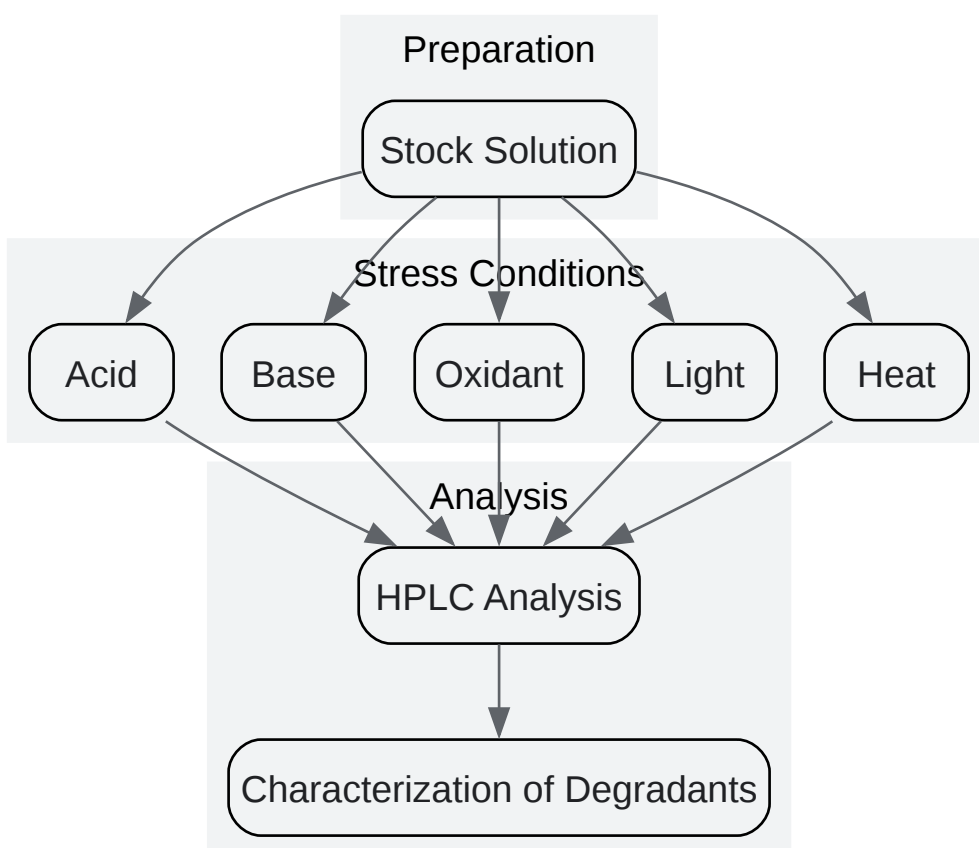 Preparation
Stock Solution
Stress Conditions
Acid
Base
Oxidant
Light
Heat
Analysis
HPLC Analysis
Characterization of Degradants